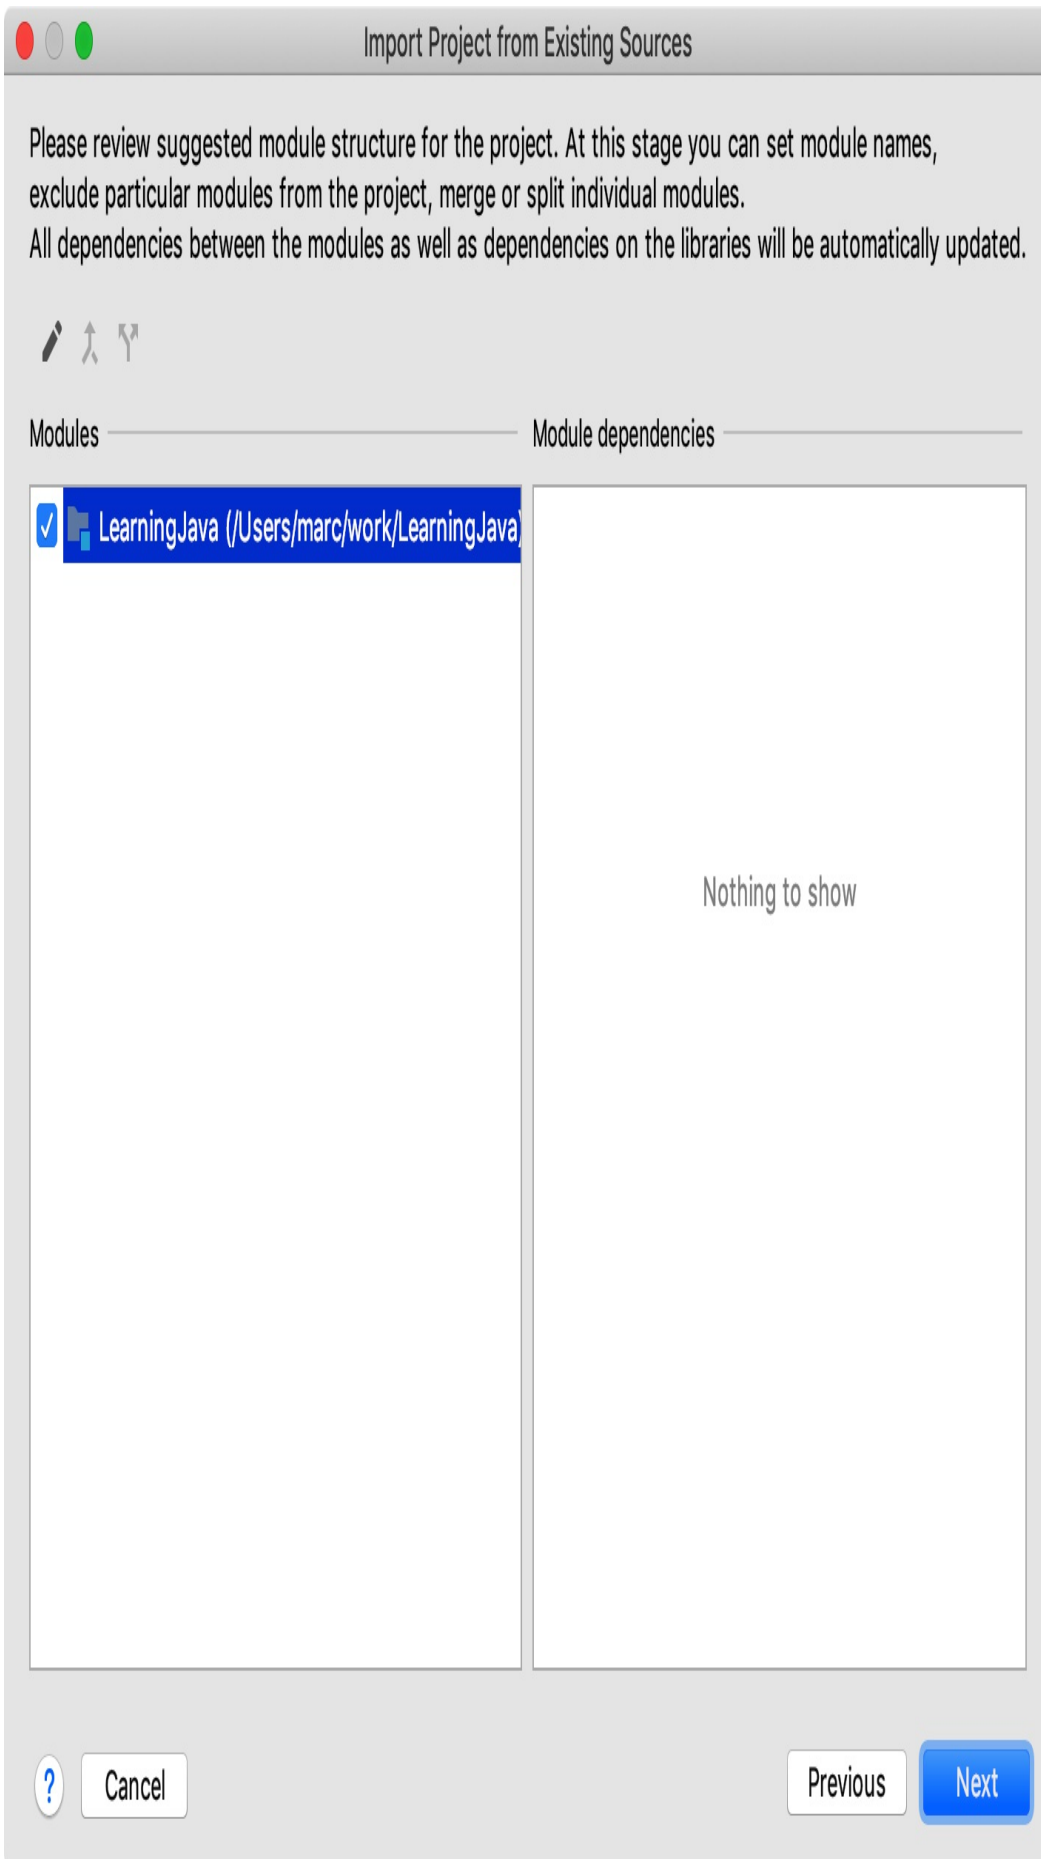 Import Project from Existing Sources
Please review suggested module structure for the project. At this stage you can set module names,
exclude particular modules from the project, merge or split individual modules.
All dependencies between the modules as well as dependencies on the libraries will be automatically updated.
Modules
Module dependencies
LearningJava (/Users/marc/work/LearningJava)
Nothing to show
?
Cancel
Previous
Next